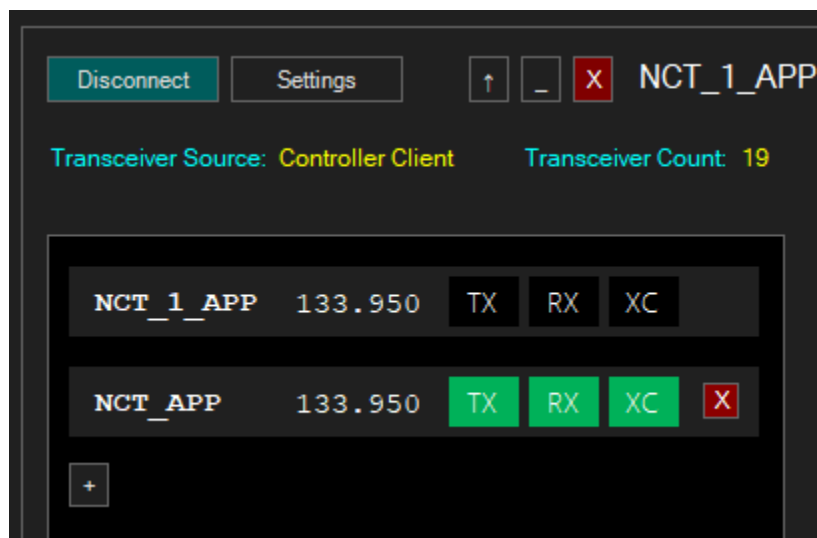 Disconnect Settings ↑ _ X NCT_1_APP
Transceiver Source: Controller Client Transceiver Count: 19
NCT_1_APP 133.950 TX RX XC
NCT_APP 133.950 TX RX XC X
+